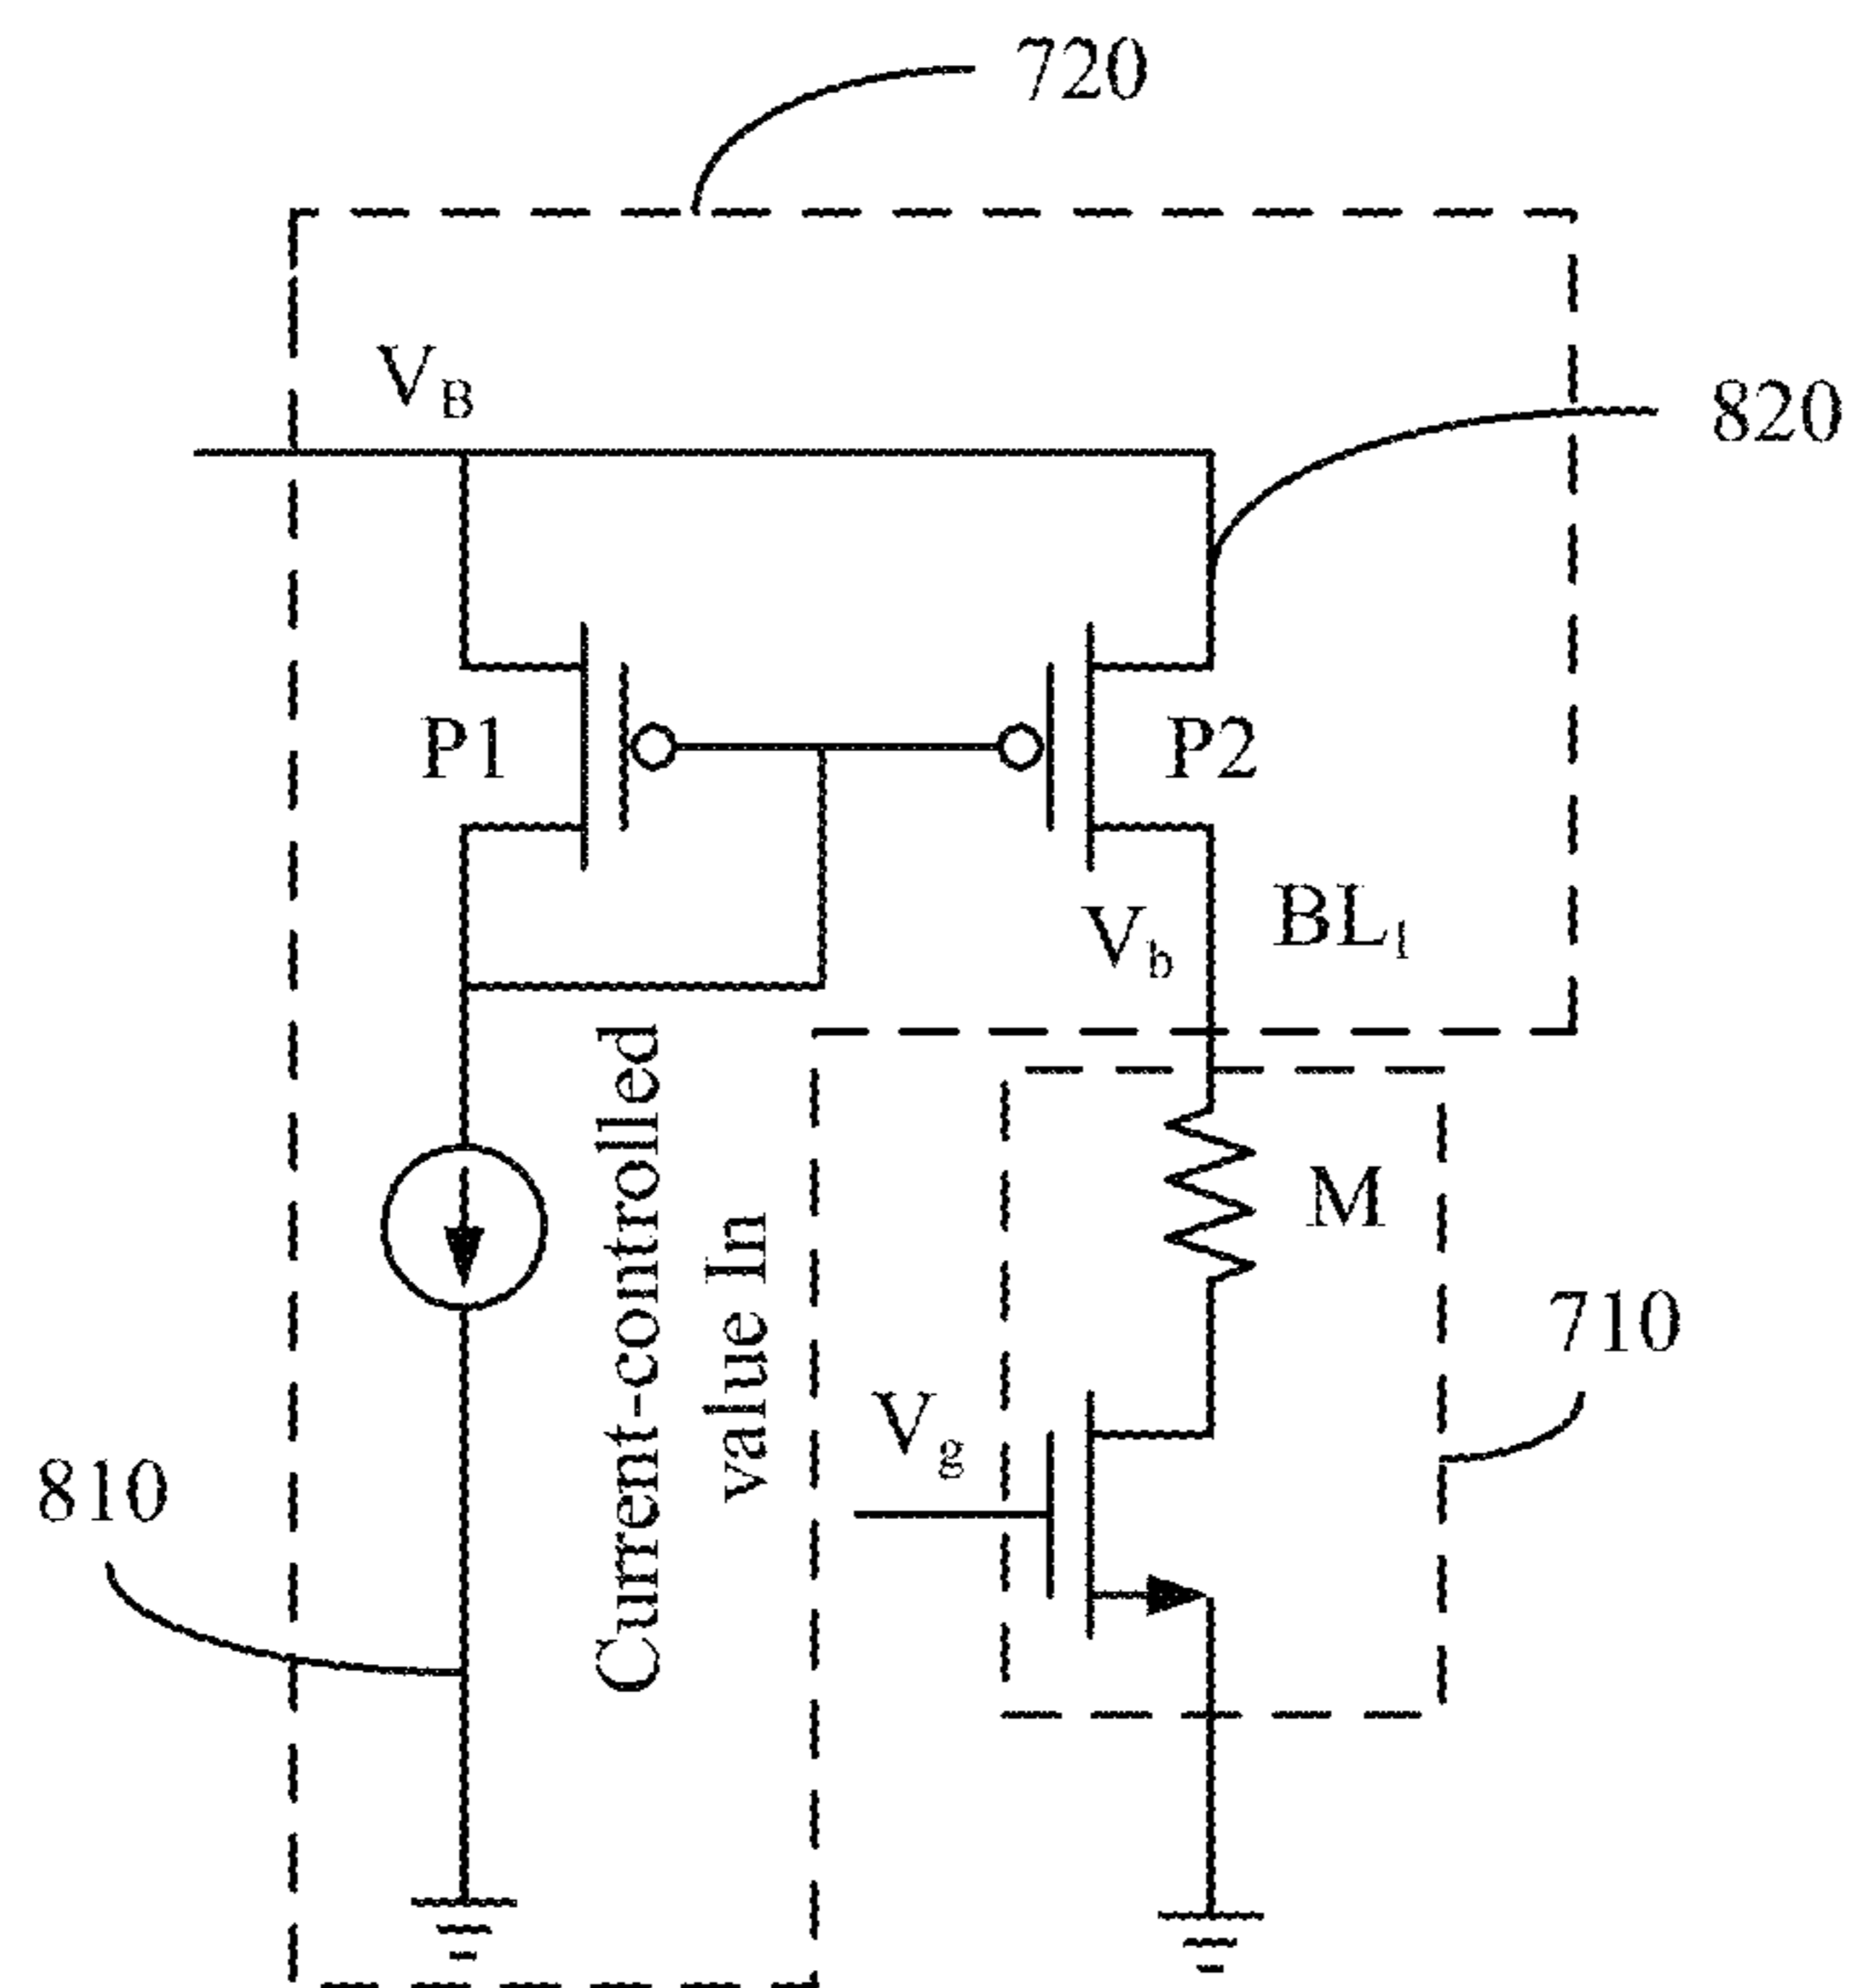 720
V_B
820
P1
P2
V_b
BL_1
Current-controlled
value In
M
710
V_g
810